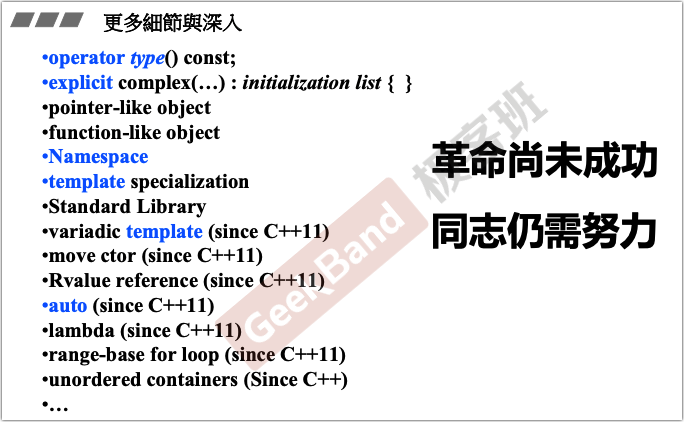 更多細節與深入
•operator type() const;
•explicit complex(…) : initialization list { }
•pointer-like object
•function-like object
•Namespace
•template specialization
•Standard Library
•variadic template (since C++11)
•move ctor (since C++11)
•Rvalue reference (since C++11)
•auto (since C++11)
•lambda (since C++11)
•range-base for loop (since C++11)
•unordered containers (Since C++)
•…
革命尚未成功
同志仍需努力
GeekBand 极客班